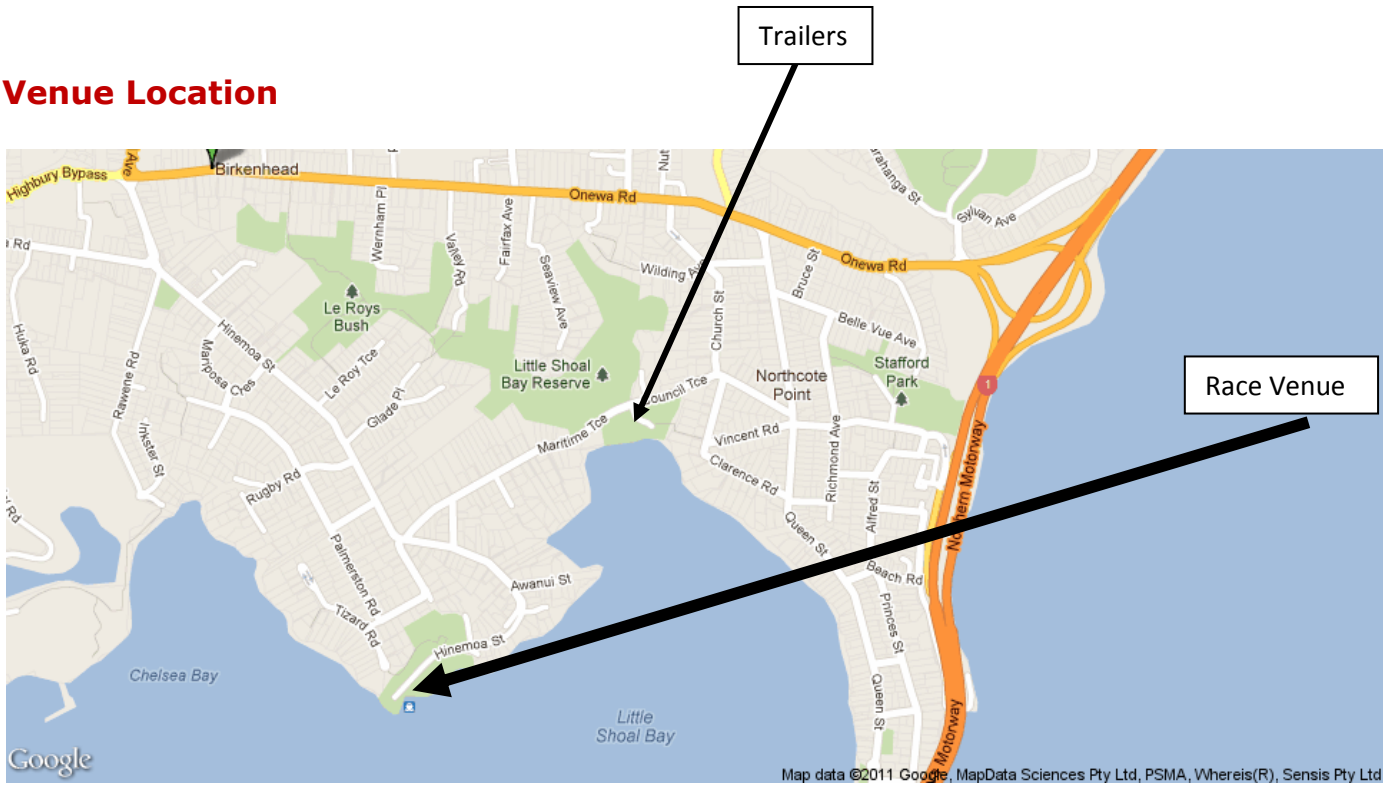 Trailers
Venue Location
Highbury Bypass
Ave
Birkenhead
Onewa Rd
Nut
Wernham Pl
Valley Rd
Fairfax Ave
Seaview Ave
Wilding Ave
Church St
Bruce St
Onewa Rd
Sylvan Ave
Le Roys
Bush
Huka Rd
Hinemoa St
Mariposa Cres
Le Roy Tce
Glade Pl
Rawene Rd
Inkster St
Little Shoal
Bay Reserve
Council Tce
Maritime Tce
Northcote
Point
Belle Vue Ave
Stafford
Park
1
Race Venue
Vincent Rd
Clarence Rd
Richmond Ave
Alfred St
Northern Motorway
Rugby Rd
Palmerston Rd
Tizard Rd
Awanui St
Hinemoa St
Queen St
Beach Rd
Princes St
Queen St
Motorway
Chelsea Bay
Little
Shoal Bay
Google
Map data ©2011 Google, MapData Sciences Pty Ltd, PSMA, Whereis(R), Sensis Pty Ltd